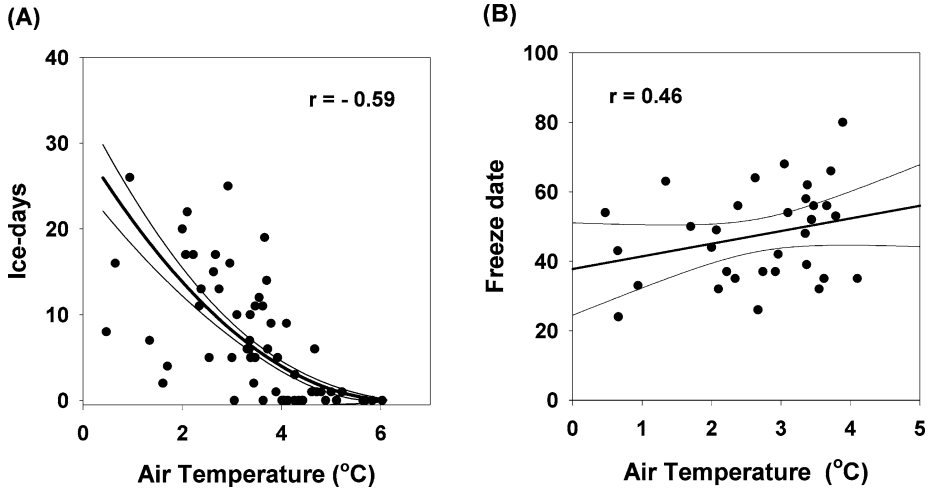 (A)
(B)
r = - 0.59
r = 0.46
Ice-days
40
30
20
10
0
0 2 4 6
Air Temperature (°C)
Freeze date
100
80
60
40
20
0
0 1 2 3 4 5
Air Temperature (°C)